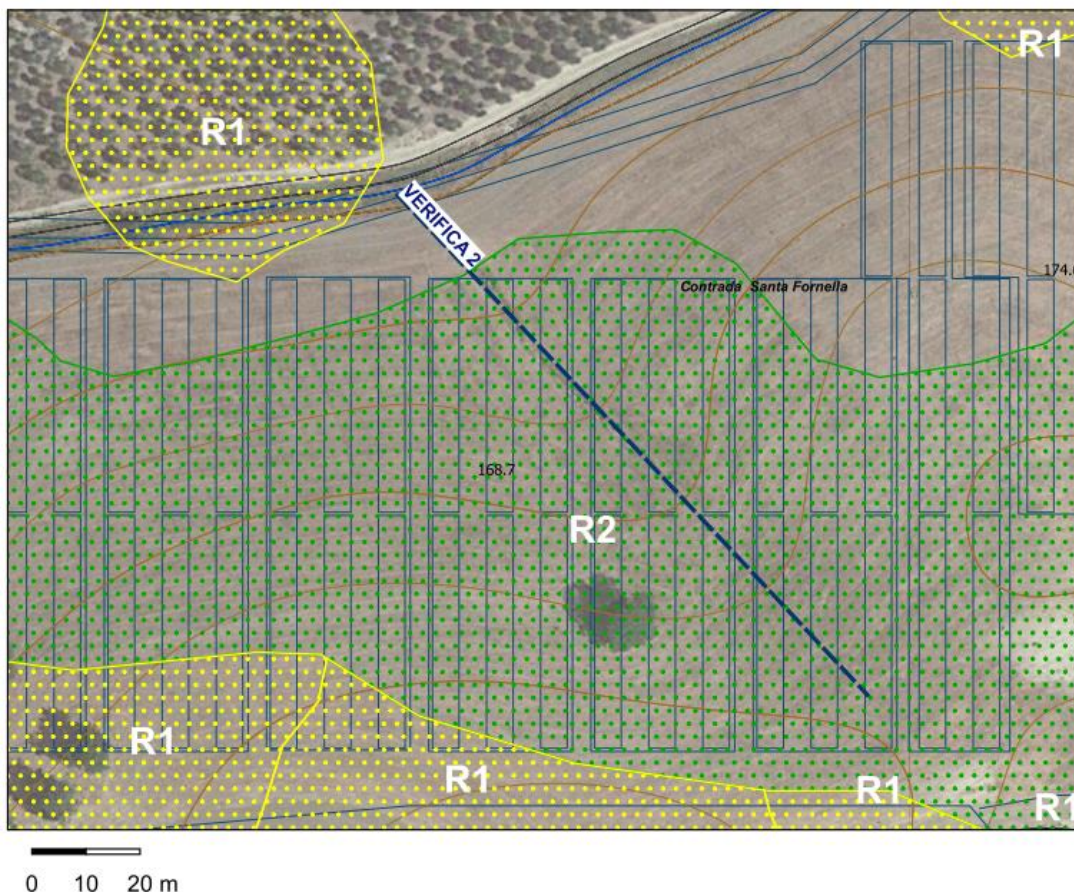 R1
R1
VERIFICA 2
174.
Contrada Santa Fornella
168.7
R2
R1
R1
R1
R1
0 10 20 m